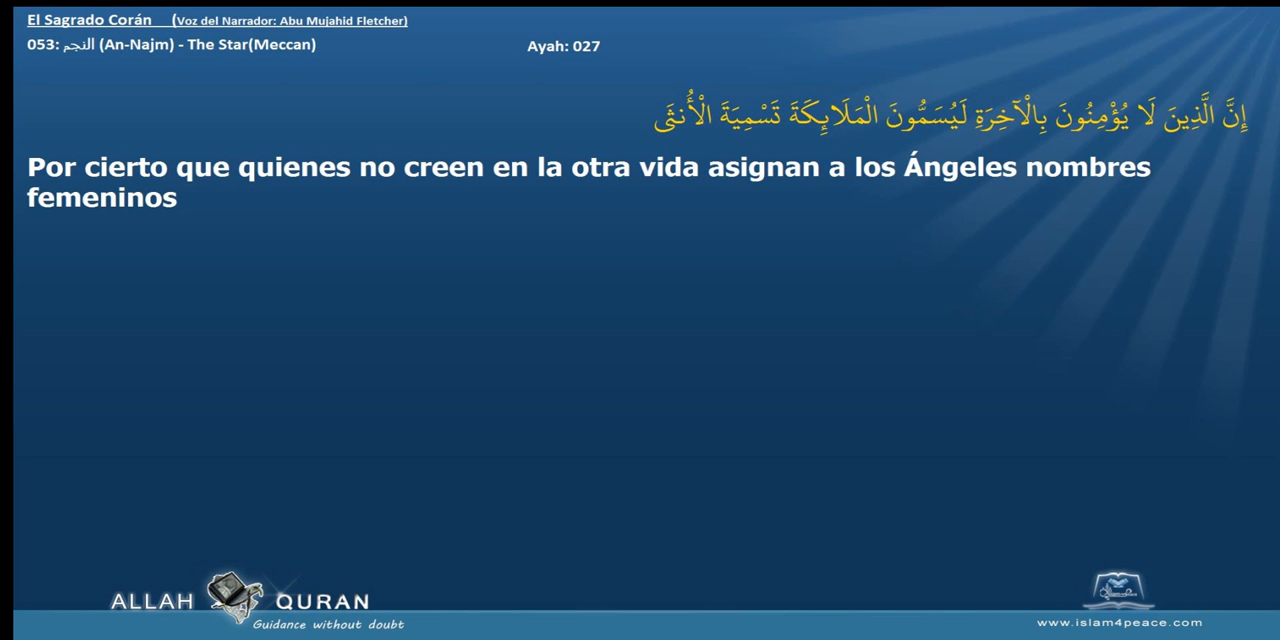 El Sagrado Corán (Voz del Narrador: Abu Mujahid Fletcher)
053: النجم (An-Najm) - The Star(Meccan) Ayah: 027
إِنَّ الَّذِينَ لَا يُؤْمِنُونَ بِالْآخِرَةِ لَيُسَمُّونَ الْمَلَائِكَةَ تَسْمِيَةَ الْأُنثَى
Por cierto que quienes no creen en la otra vida asignan a los Ángeles nombres
femeninos
ALLAH QURAN
Guidance without doubt
www.islam4peace.com